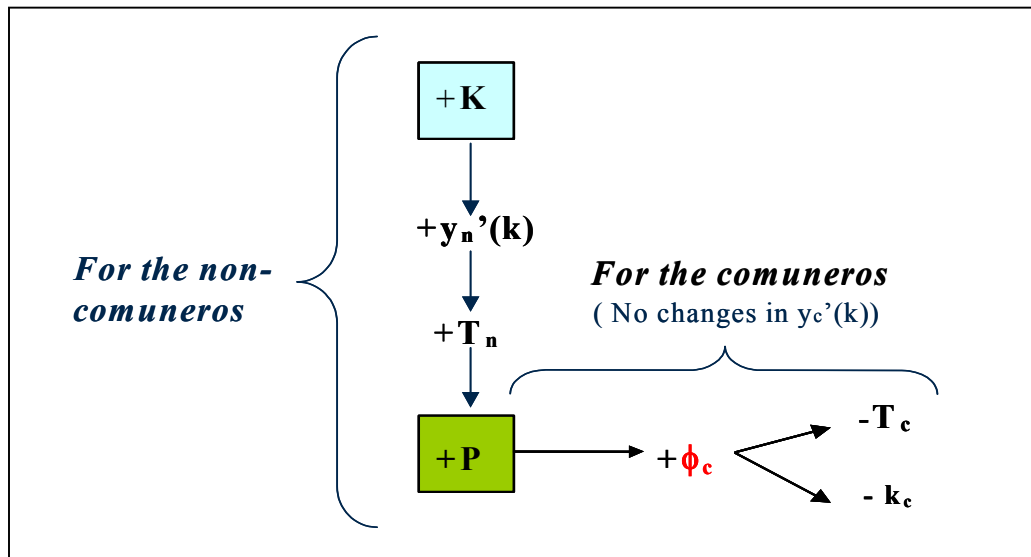 + K
+ yn’(k)
For the non-
comuneros
For the comuneros
( No changes in yc’(k))
+ Tn
+ P
+ ϕc
-Tc
- kc